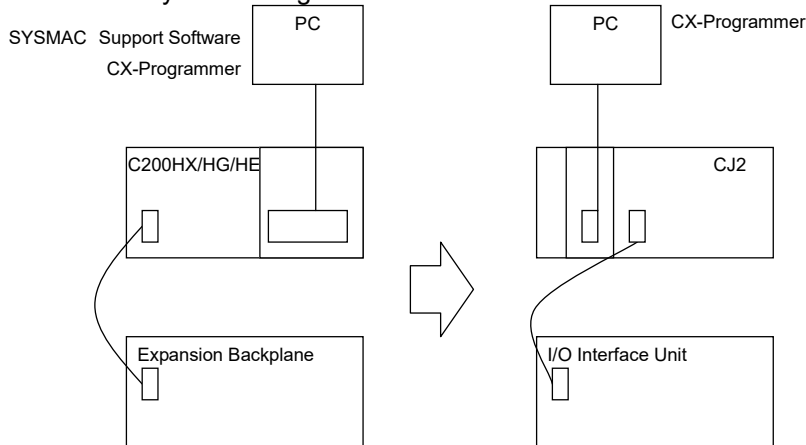 PC
SYSMAC Support Software
CX-Programmer
PC
CX-Programmer
C200HX/HG/HE
CJ2
Expansion Backplane
I/O Interface Unit